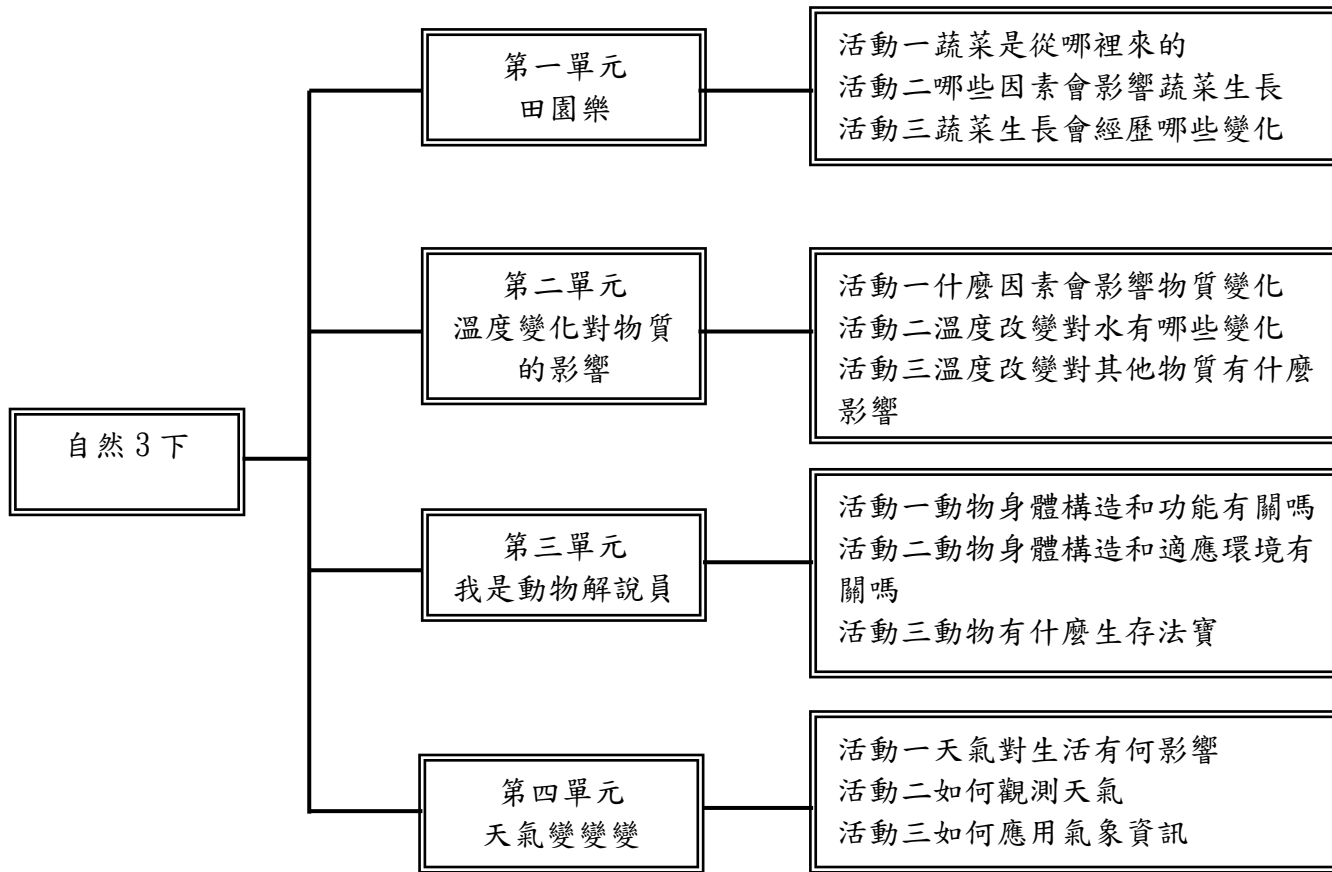 自然3下
第一單元
田園樂
活動一蔬菜是從哪裡來的
活動二哪些因素會影響蔬菜生長
活動三蔬菜生長會經歷哪些變化
第二單元
溫度變化對物質
的影響
活動一什麼因素會影響物質變化
活動二溫度改變對水有哪些變化
活動三溫度改變對其他物質有什麼
影響
第三單元
我是動物解說員
活動一動物身體構造和功能有關嗎
活動二動物身體構造和適應環境有
關嗎
活動三動物有什麼生存法寶
第四單元
天氣變變變
活動一天氣對生活有何影響
活動二如何觀測天氣
活動三如何應用氣象資訊